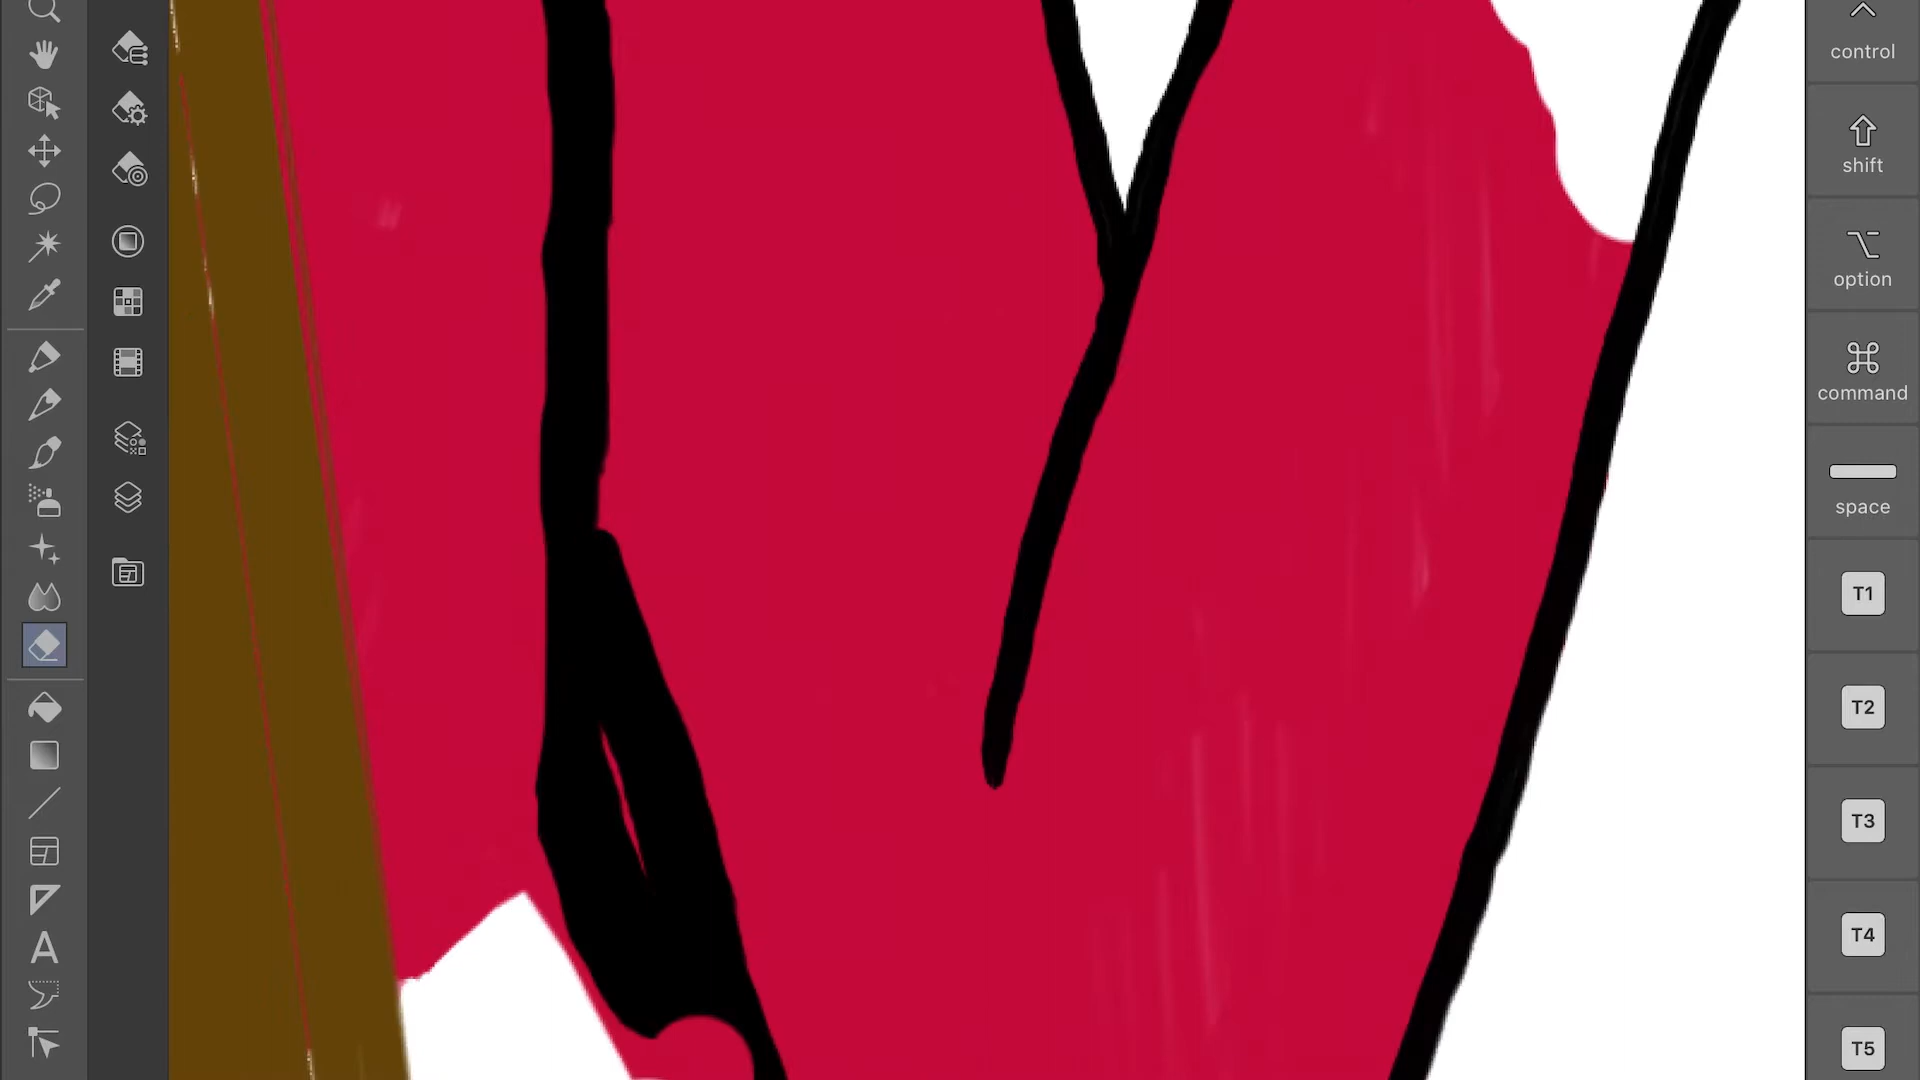 control
shift
option
command
space
T1
T2
T3
T4
T5